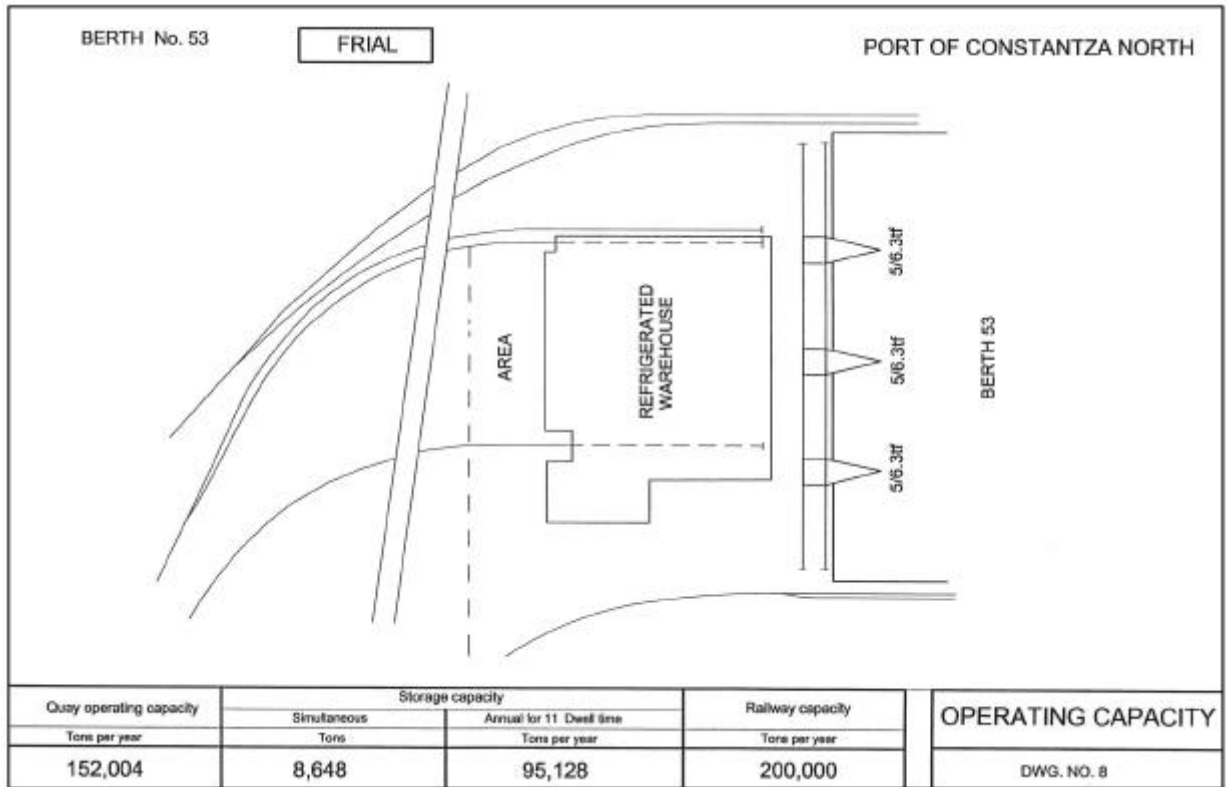 BERTH No. 53
FRIAL
PORT OF CONSTANTZA NORTH
AREA
REFRIGERATED
WAREHOUSE
5/6.3tf
5/6.3tf
5/6.3tf
BERTH 53
Quay operating capacity
Storage capacity
Railway capacity
Simultaneous
Annual for 11 Dwell time
Tons per year
Tons
Tons per year
Tons per year
152,004
8,648
95,128
200,000
OPERATING CAPACITY
DWG. NO. 8